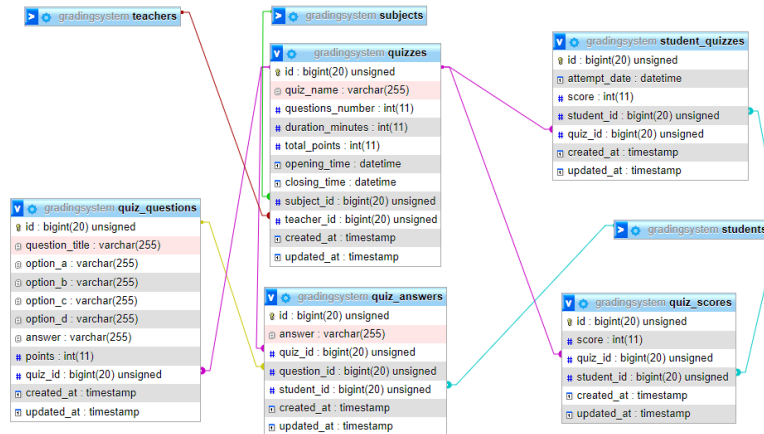 gradingsystem teachers
gradingsystem subjects
gradingsystem quizzes
id : bigint(20) unsigned
quiz_name : varchar(255)
questions_number : int(11)
duration_minutes : int(11)
total_points : int(11)
opening_time : datetime
closing_time : datetime
subject_id : bigint(20) unsigned
teacher_id : bigint(20) unsigned
created_at : timestamp
updated_at : timestamp
gradingsystem student_quizzes
id : bigint(20) unsigned
attempt_date : datetime
score : int(11)
student_id : bigint(20) unsigned
quiz_id : bigint(20) unsigned
created_at : timestamp
updated_at : timestamp
gradingsystem quiz_questions
id : bigint(20) unsigned
question_title : varchar(255)
option_a : varchar(255)
option_b : varchar(255)
option_c : varchar(255)
option_d : varchar(255)
answer : varchar(255)
points : int(11)
quiz_id : bigint(20) unsigned
created_at : timestamp
updated_at : timestamp
gradingsystem students
gradingsystem quiz_answers
id : bigint(20) unsigned
answer : varchar(255)
quiz_id : bigint(20) unsigned
question_id : bigint(20) unsigned
student_id : bigint(20) unsigned
created_at : timestamp
updated_at : timestamp
gradingsystem quiz_scores
id : bigint(20) unsigned
score : int(11)
quiz_id : bigint(20) unsigned
student_id : bigint(20) unsigned
created_at : timestamp
updated_at : timestamp